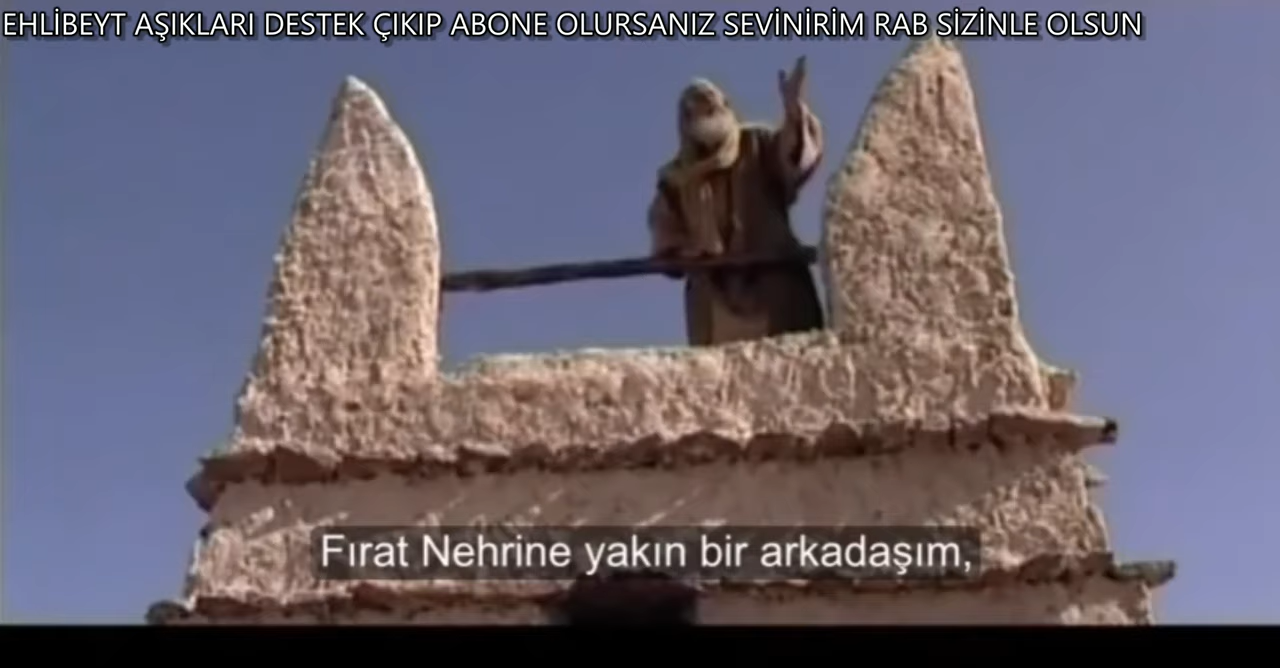 EHLİBEYT AŞIKLARI DESTEK ÇIKIP ABONE OLURSANIZ SEVİNİRİM RAB SİZİNLE OLSUN
Fırat Nehrine yakın bir arkadaşım,